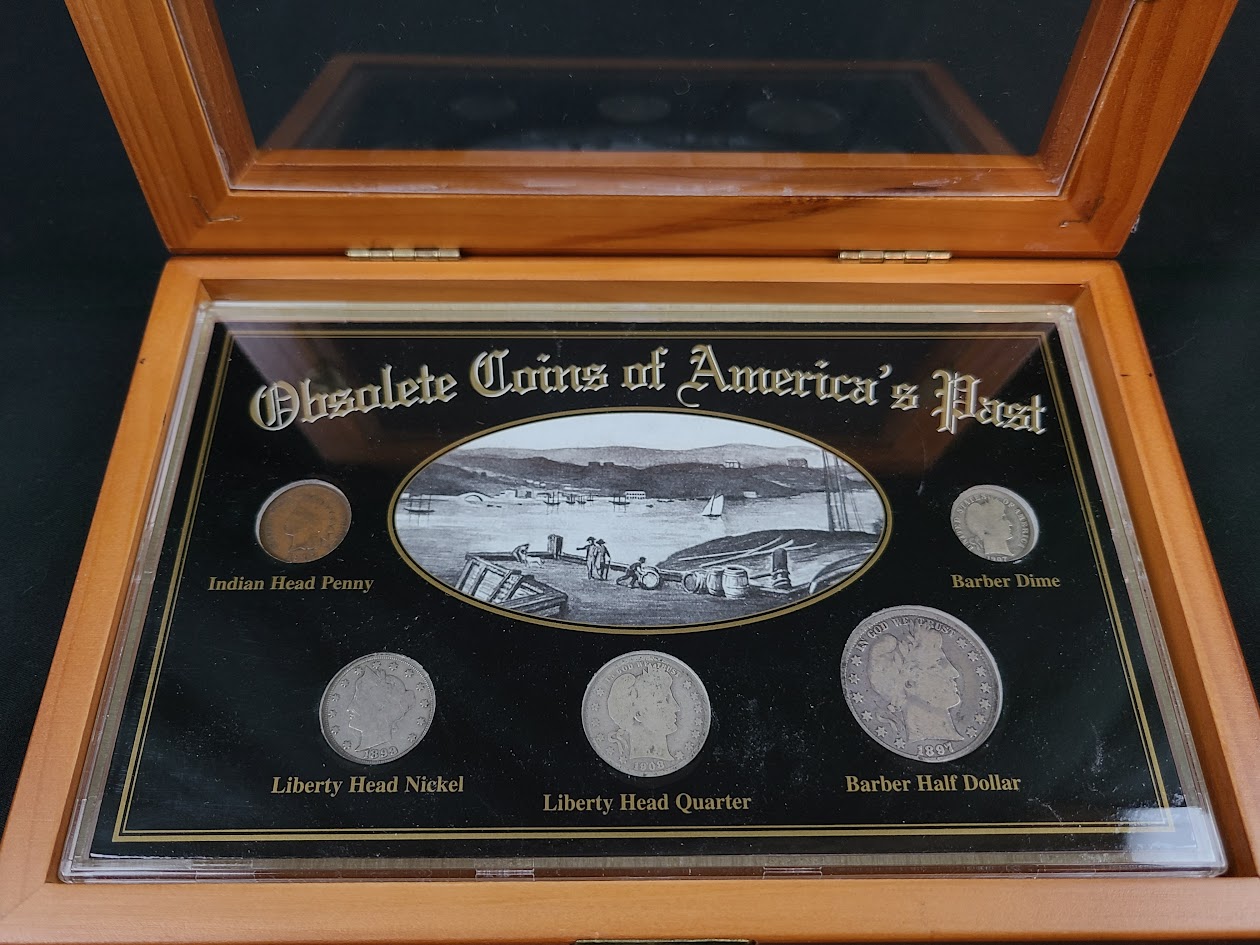 Obsolete Coins of America's Past
Indian Head Penny
Barber Dime
IN GOD WE TRUST
1897
Liberty Head Nickel
Liberty Head Quarter
Barber Half Dollar